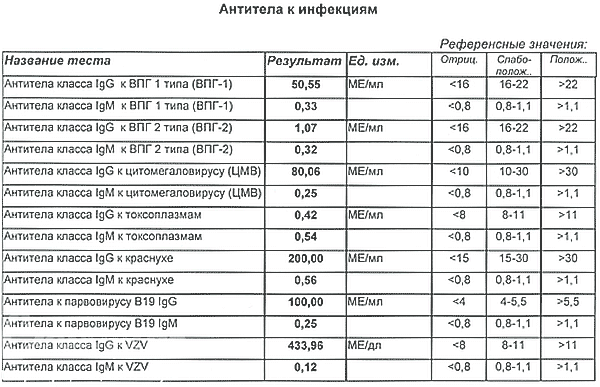 Антитела к инфекциям
Референсные значения:
Название теста Результат Ед. изм. Отриц. Слабо-полож.. Полож..
Антитела класса IgG к ВПГ 1 типа (ВПГ-1) 50,55 МЕ/мл <16 16-22 >22
Антитела класса IgM к ВПГ 1 типа (ВПГ-1) 0,33 <0,8 0,8-1,1 >1,1
Антитела класса IgG к ВПГ 2 типа (ВПГ-2) 1,07 МЕ/мл <16 16-22 >22
Антитела класса IgM к ВПГ 2 типа (ВПГ-2) 0,32 <0,8 0,8-1,1 >1,1
Антитела класса IgG к цитомегаловирусу (ЦМВ) 80,06 МЕ/мл <10 10-30 >30
Антитела класса IgM к цитомегаловирусу (ЦМВ) 0,25 <0,8 0,8-1,1 >1,1
Антитела класса IgG к токсоплазмам 0,42 МЕ/мл <8 8-11 >11
Антитела класса IgM к токсоплазмам 0,54 <0,8 0,8-1,1 >1,1
Антитела класса IgG к краснухе 200,00 МЕ/мл <15 15-30 >30
Антитела класса IgM к краснухе 0,56 <0,8 0,8-1,1 >1,1
Антитела к парвовирусу B19 IgG 100,00 МЕ/мл <4 4-5,5 >5,5
Антитела к парвовирусу B19 IgM 0,25 <0,8 0,8-1,1 >1,1
Антитела класса IgG к VZV 433,96 МЕ/дл <8 8-11 >11
Антитела класса IgM к VZV 0,12 <0,8 0,8-1,1 >1,1